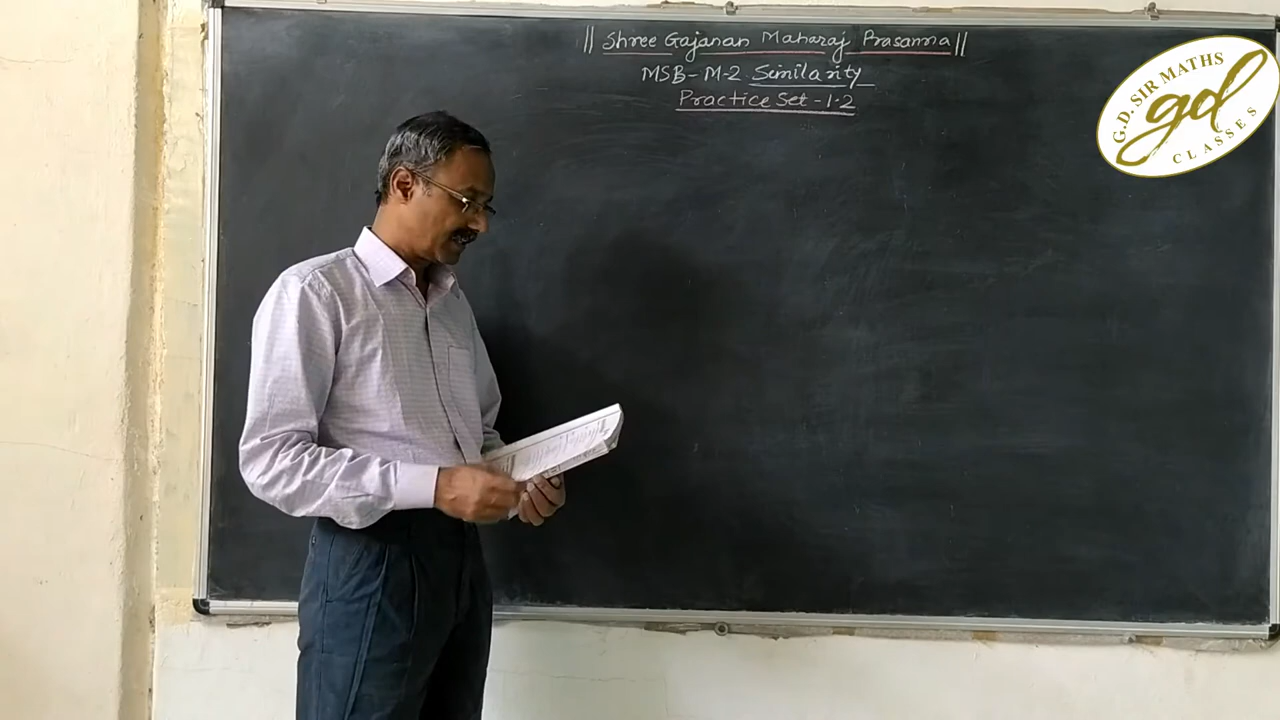 || Shree Gajanan Maharaj Prasanna ||
MSB - M-2 Similarity
Practice Set - 1.2
G.D. SIR MATHS
gd
CLASSES